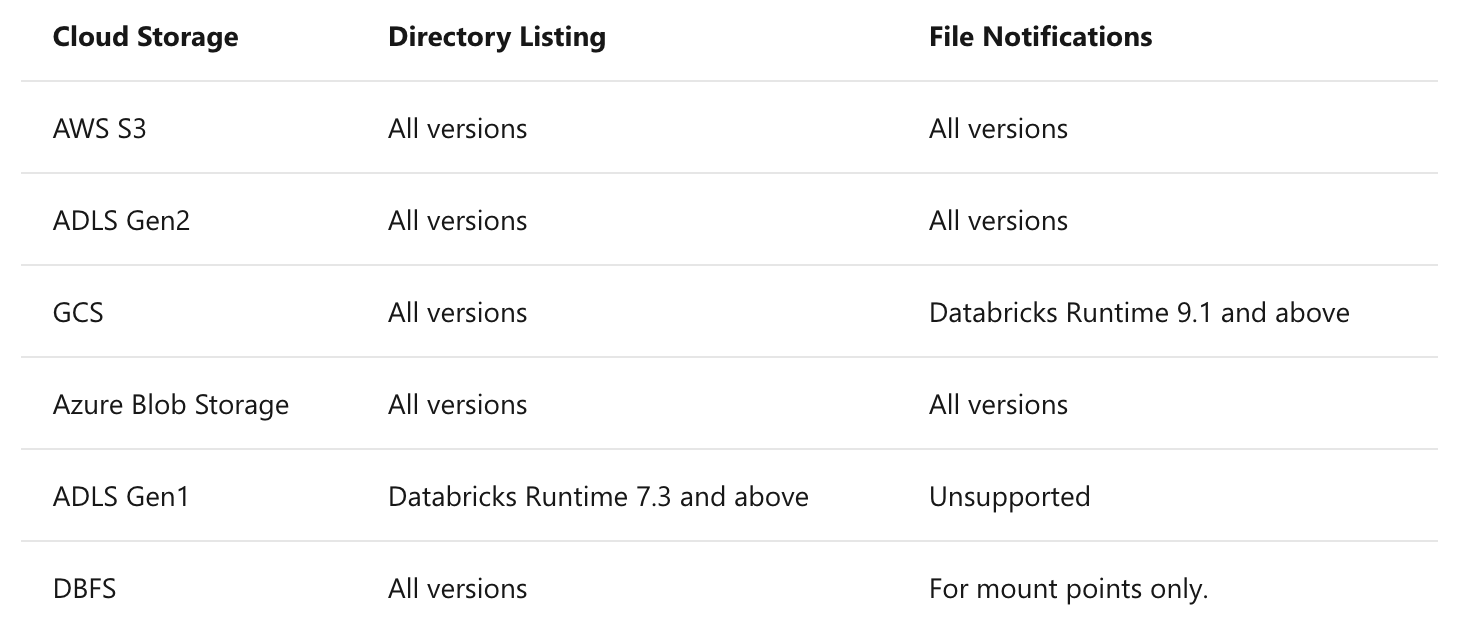 Cloud Storage Directory Listing File Notifications
AWS S3 All versions All versions
ADLS Gen2 All versions All versions
GCS All versions Databricks Runtime 9.1 and above
Azure Blob Storage All versions All versions
ADLS Gen1 Databricks Runtime 7.3 and above Unsupported
DBFS All versions For mount points only.